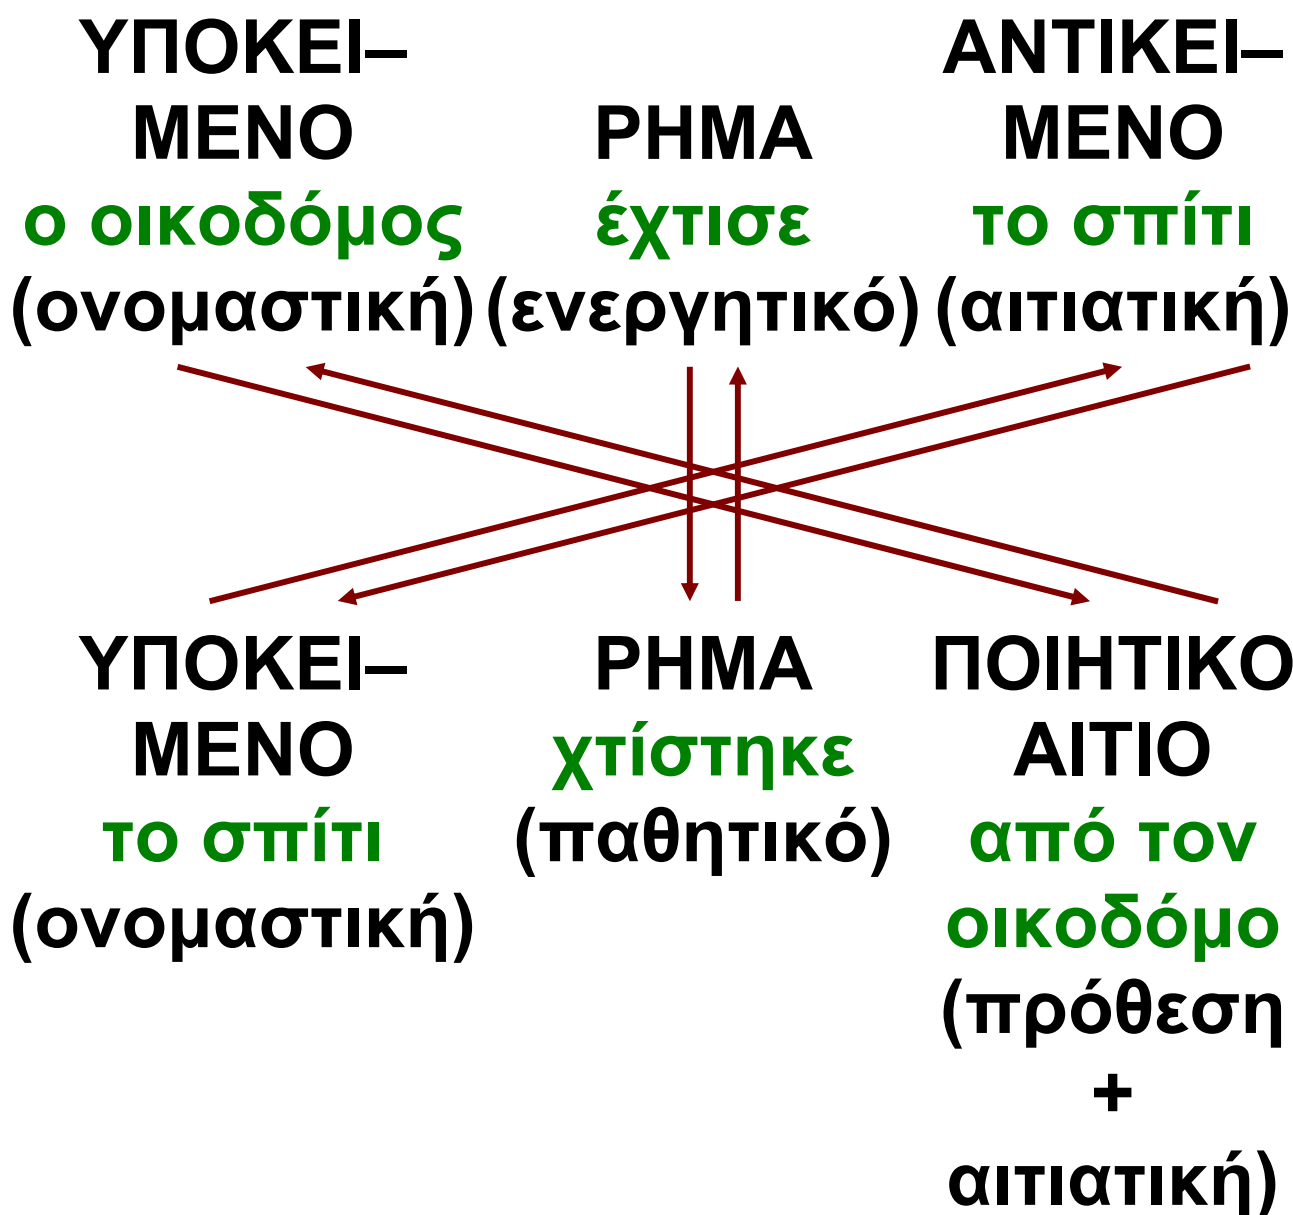 ΥΠΟΚΕΙ–
ΜΕΝΟ
ο οικοδόμος
(ονομαστική)
ΡΗΜΑ
έχτισε
(ενεργητικό)
ΑΝΤΙΚΕΙ–
ΜΕΝΟ
το σπίτι
(αιτιατική)
ΥΠΟΚΕΙ–
ΜΕΝΟ
το σπίτι
(ονομαστική)
ΡΗΜΑ
χτίστηκε
(παθητικό)
ΠΟΙΗΤΙΚΟ
ΑΙΤΙΟ
από τον
οικοδόμο
(πρόθεση
+
αιτιατική)